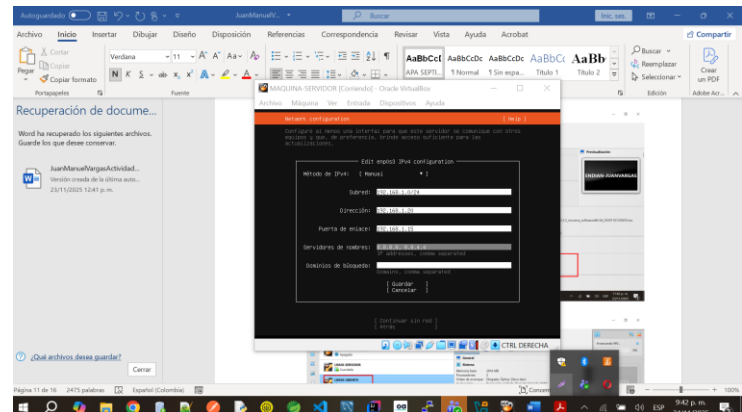 Autoguardado
JuanManuelV...
Buscar
Inic. ses.
Archivo Inicio Insertar Dibujar Diseño Disposición Referencias Correspondencia Revisar Vista Ayuda Acrobat
Compartir
Pegar
Cortar
Copiar
Copiar formato
Portapapeles
Verdana 11
Fuente
AaBbCcI AaBbCcDc AaBbCcDc AaBbCc AaBb
APA SEPTI... 1 Normal 1 Sin espa... Título 1 Título 2
Buscar
Reemplazar
Seleccionar
Edición
Crear un PDF
Adobe Acr...
Recuperación de docume...
Word ha recuperado los siguientes archivos.
Guarde los que desee conservar.
JuanManuelVargasActividad...
Versión creada de la última auto...
23/11/2025 12:41 p. m.
¿Qué archivos desea guardar?
Cerrar
MAQUINA-SERVIDOR [Corriendo] - Oracle VirtualBox
Archivo Máquina Ver Entrada Dispositivos Ayuda
Network configuration [ Help ]
Configure al menos una interfaz para que este servidor se comunique con otros
equipos y que, de preferencia, brinde acceso suficiente para las
actualizaciones.
Edit enp0s3 IPv4 configuration
Método de IPv4: [ Manual ▾ ]
Subred: 192.168.1.0/24
Dirección: 192.168.1.20
Puerta de enlace: 192.168.1.15
Servidores de nombres:
IP addresses, comma separated
Dominios de búsqueda:
Domains, comma separated
[ Guardar ]
[ Cancelar ]
[ Continuar sin red ]
[ Atrás ]
CTRL DERECHA
ENDIAN-JUANVARGAS
Página 11 de 16 2475 palabras Español (Colombia)
100%
ESP
9:42 p. m.